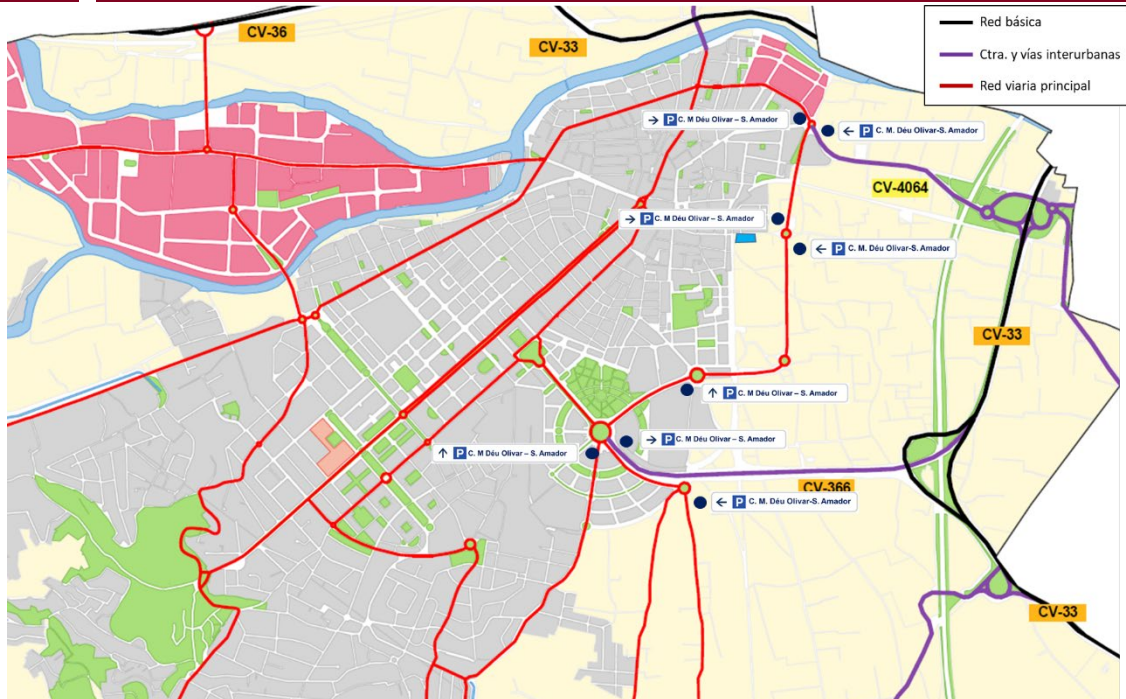 CV-36
CV-33
Red básica
Ctra. y vías interurbanas
Red viaria principal
→ P C. M Déu Olivar – S. Amador
← P C. M. Déu Olivar-S. Amador
CV-4064
→ P C. M Déu Olivar – S. Amador
← P C. M. Déu Olivar-S. Amador
CV-33
↑ P C. M Déu Olivar – S. Amador
→ P C. M Déu Olivar – S. Amador
↑ P C. M Déu Olivar – S. Amador
CV-366
← P C. M. Déu Olivar-S. Amador
CV-33